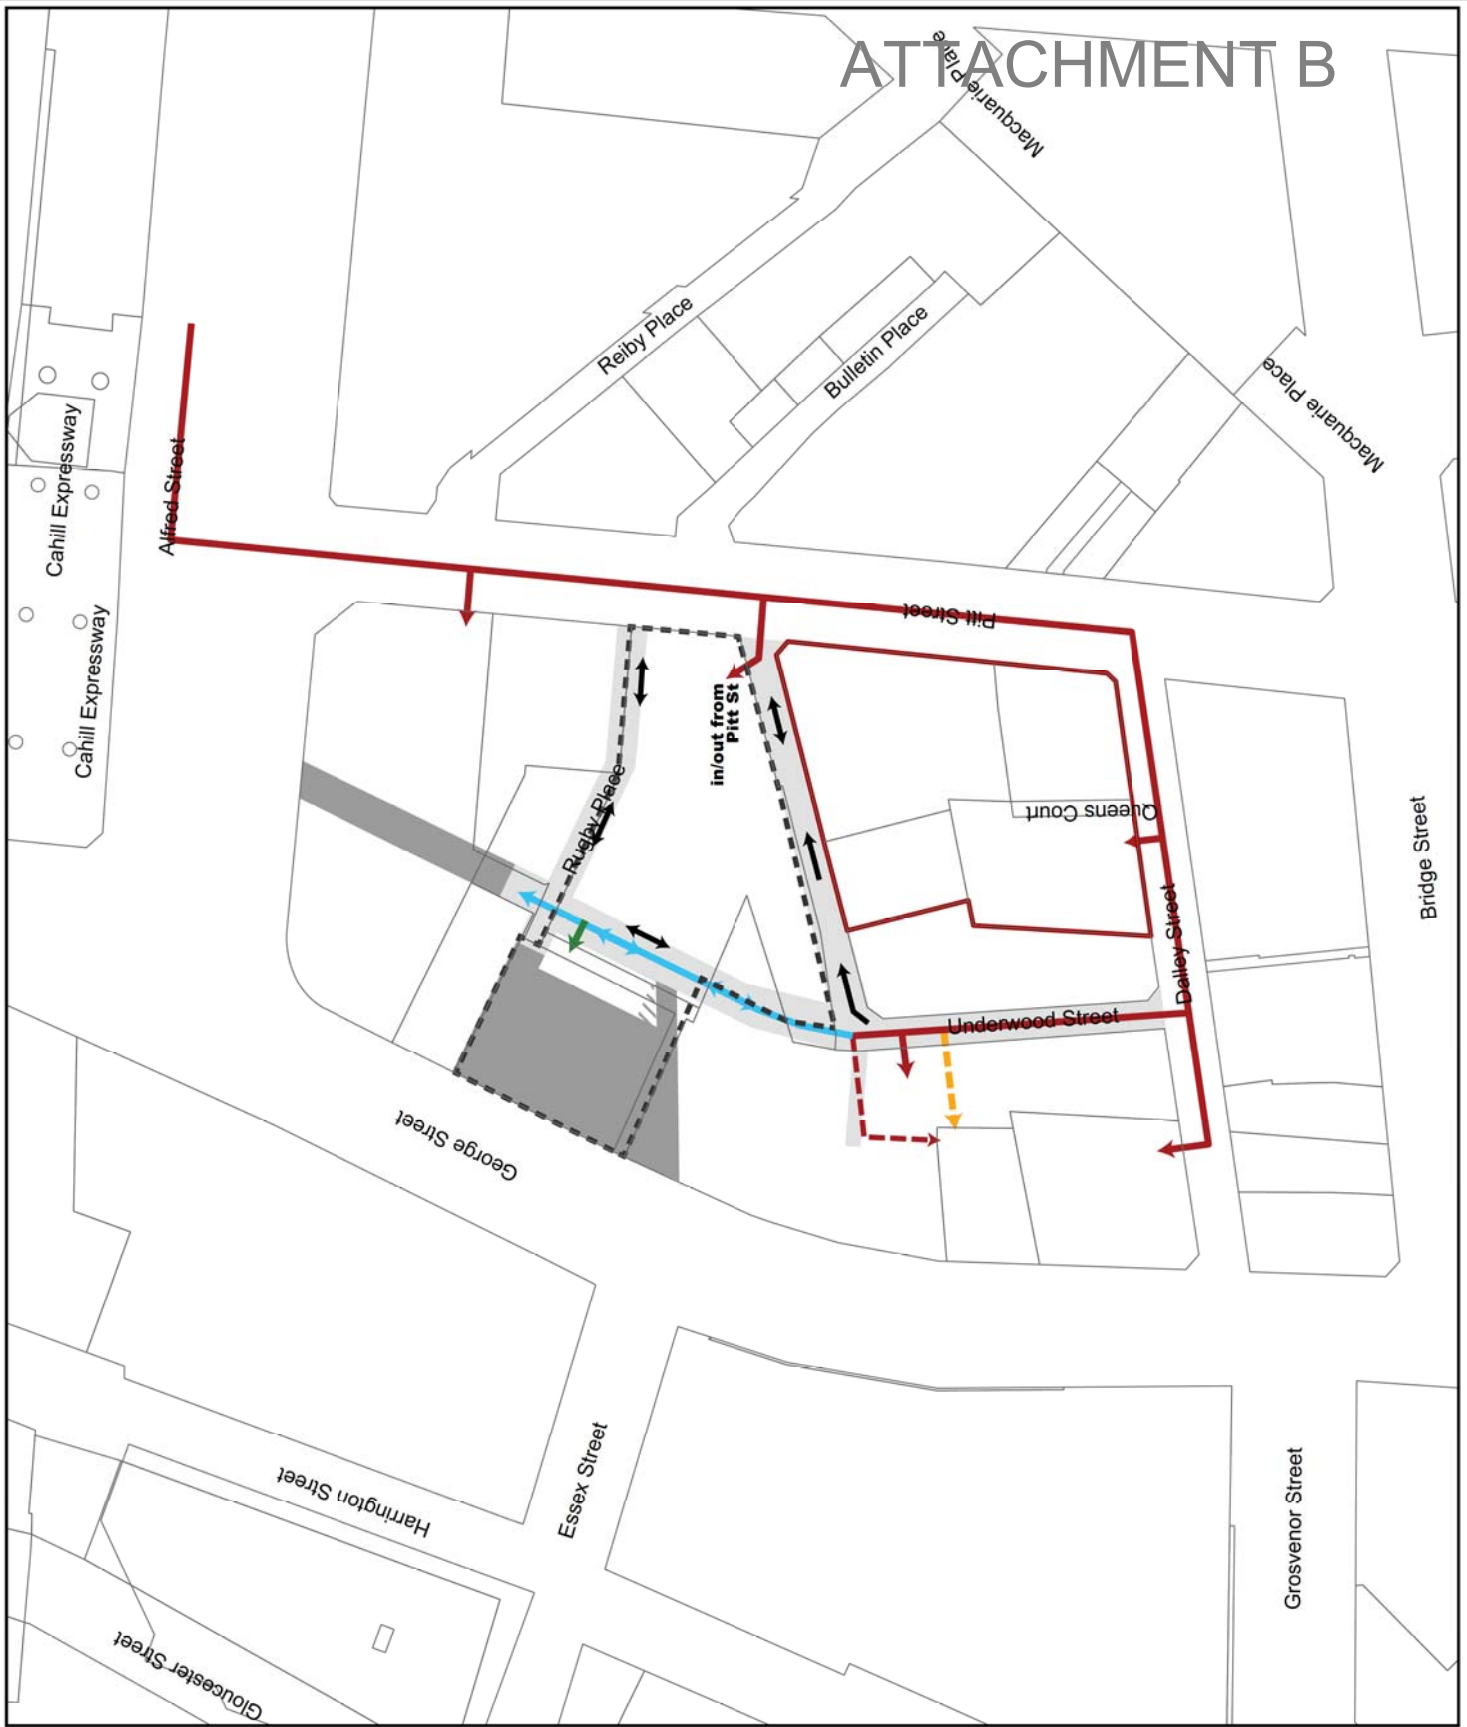 ATTACHMENT B
Macquarie Place
Reiby Place
Bulletin Place
Macquarie Place
Cahill Expressway
Alfred Street
Pitt Street
Cahill Expressway
in/out from
Pitt St
Rugby Place
Queens Court
Bridge Street
Dalley Street
Underwood Street
George Street
Essex Street
Harrington Street
Grosvenor Street
Gloucester Street